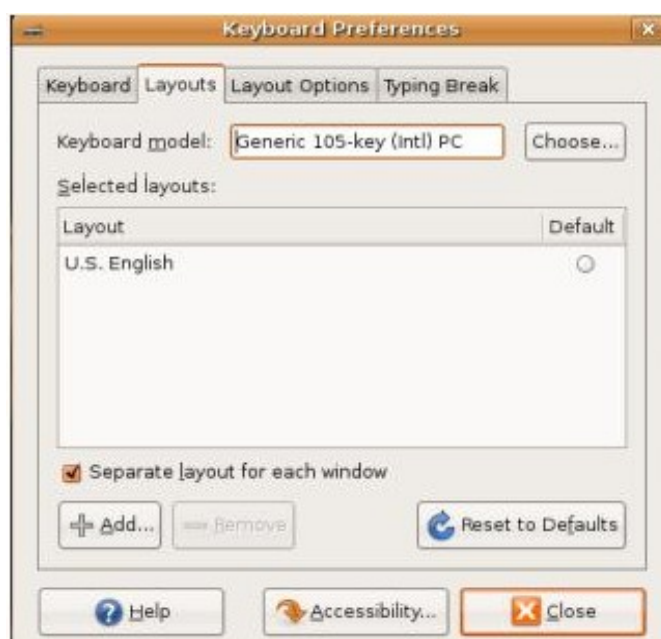 Keyboard Preferences
Keyboard Layouts Layout Options Typing Break
Keyboard model: Generic 105-key (Intl) PC Choose...
Selected layouts:
Layout Default
U.S. English
Separate layout for each window
Add... Remove Reset to Defaults
Help Accessibility... Close